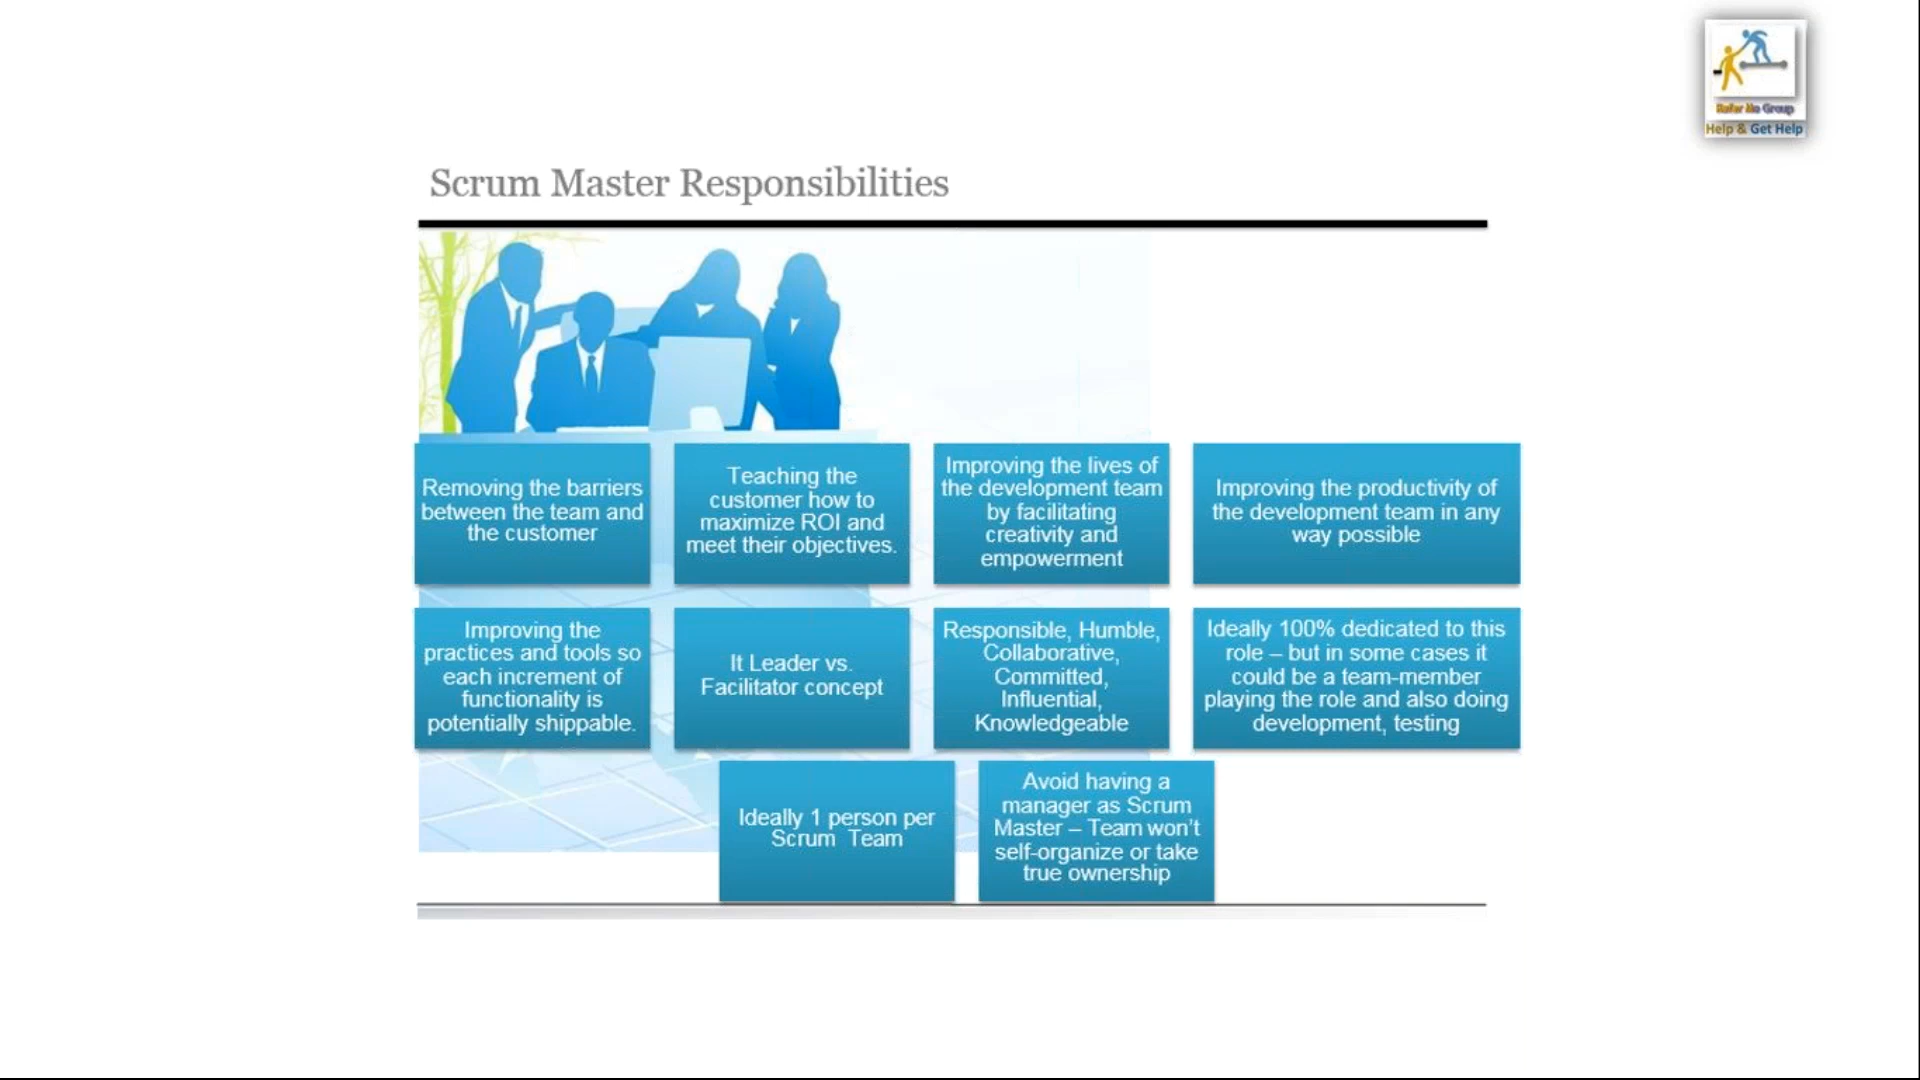 Refer Me Group
Help & Get Help
Scrum Master Responsibilities
Removing the barriers
between the team and
the customer
Teaching the
customer how to
maximize ROI and
meet their objectives.
Improving the lives of
the development team
by facilitating
creativity and
empowerment
Improving the productivity of
the development team in any
way possible
Improving the
practices and tools so
each increment of
functionality is
potentially shippable.
It Leader vs.
Facilitator concept
Responsible, Humble,
Collaborative,
Committed,
Influential,
Knowledgeable
Ideally 100% dedicated to this
role – but in some cases it
could be a team-member
playing the role and also doing
development, testing
Ideally 1 person per
Scrum Team
Avoid having a
manager as Scrum
Master – Team won't
self-organize or take
true ownership